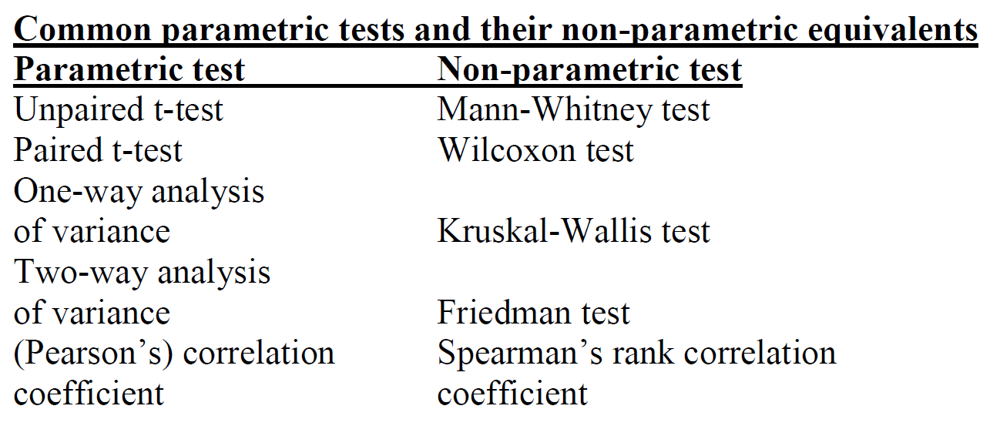 Common parametric tests and their non-parametric equivalents
Parametric test Non-parametric test
Unpaired t-test Mann-Whitney test
Paired t-test Wilcoxon test
One-way analysis
of variance Kruskal-Wallis test
Two-way analysis
of variance Friedman test
(Pearson’s) correlation Spearman’s rank correlation
coefficient coefficient